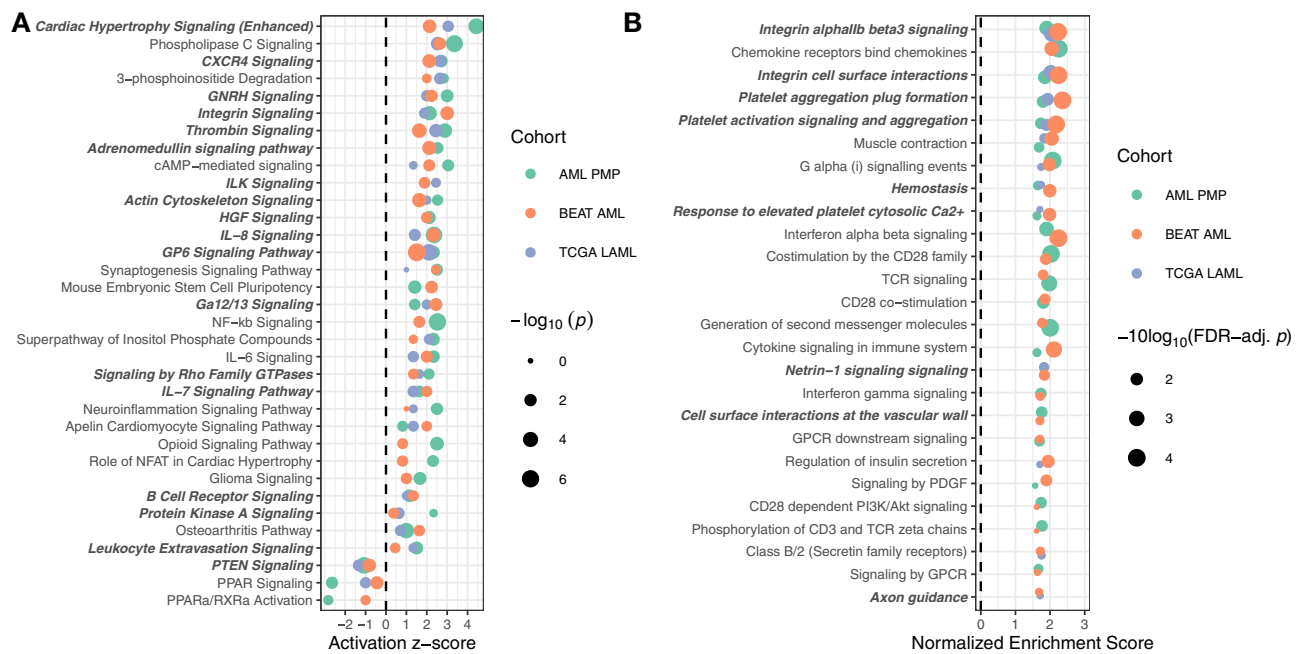 A
Cardiac Hypertrophy Signaling (Enhanced)
Phospholipase C Signaling
CXCR4 Signaling
3−phosphoinositide Degradation
GNRH Signaling
Integrin Signaling
Thrombin Signaling
Adrenomedullin signaling pathway
cAMP−mediated signaling
ILK Signaling
Actin Cytoskeleton Signaling
HGF Signaling
IL−8 Signaling
GP6 Signaling Pathway
Synaptogenesis Signaling Pathway
Mouse Embryonic Stem Cell Pluripotency
Ga12/13 Signaling
NF−kb Signaling
Superpathway of Inositol Phosphate Compounds
IL−6 Signaling
Signaling by Rho Family GTPases
IL−7 Signaling Pathway
Neuroinflammation Signaling Pathway
Apelin Cardiomyocyte Signaling Pathway
Opioid Signaling Pathway
Role of NFAT in Cardiac Hypertrophy
Glioma Signaling
B Cell Receptor Signaling
Protein Kinase A Signaling
Osteoarthritis Pathway
Leukocyte Extravasation Signaling
PTEN Signaling
PPAR Signaling
PPARa/RXRa Activation
−2 −1 0 1 2 3 4
Activation z−score
Cohort
AML PMP
BEAT AML
TCGA LAML
−log10 (p)
0
2
4
6
B
Integrin alphaIIb beta3 signaling
Chemokine receptors bind chemokines
Integrin cell surface interactions
Platelet aggregation plug formation
Platelet activation signaling and aggregation
Muscle contraction
G alpha (i) signalling events
Hemostasis
Response to elevated platelet cytosolic Ca2+
Interferon alpha beta signaling
Costimulation by the CD28 family
TCR signaling
CD28 co−stimulation
Generation of second messenger molecules
Cytokine signaling in immune system
Netrin−1 signaling signaling
Interferon gamma signaling
Cell surface interactions at the vascular wall
GPCR downstream signaling
Regulation of insulin secretion
Signaling by PDGF
CD28 dependent PI3K/Akt signaling
Phosphorylation of CD3 and TCR zeta chains
Class B/2 (Secretin family receptors)
Signaling by GPCR
Axon guidance
0 1 2 3
Normalized Enrichment Score
Cohort
AML PMP
BEAT AML
TCGA LAML
−10log10(FDR−adj. p)
2
3
4